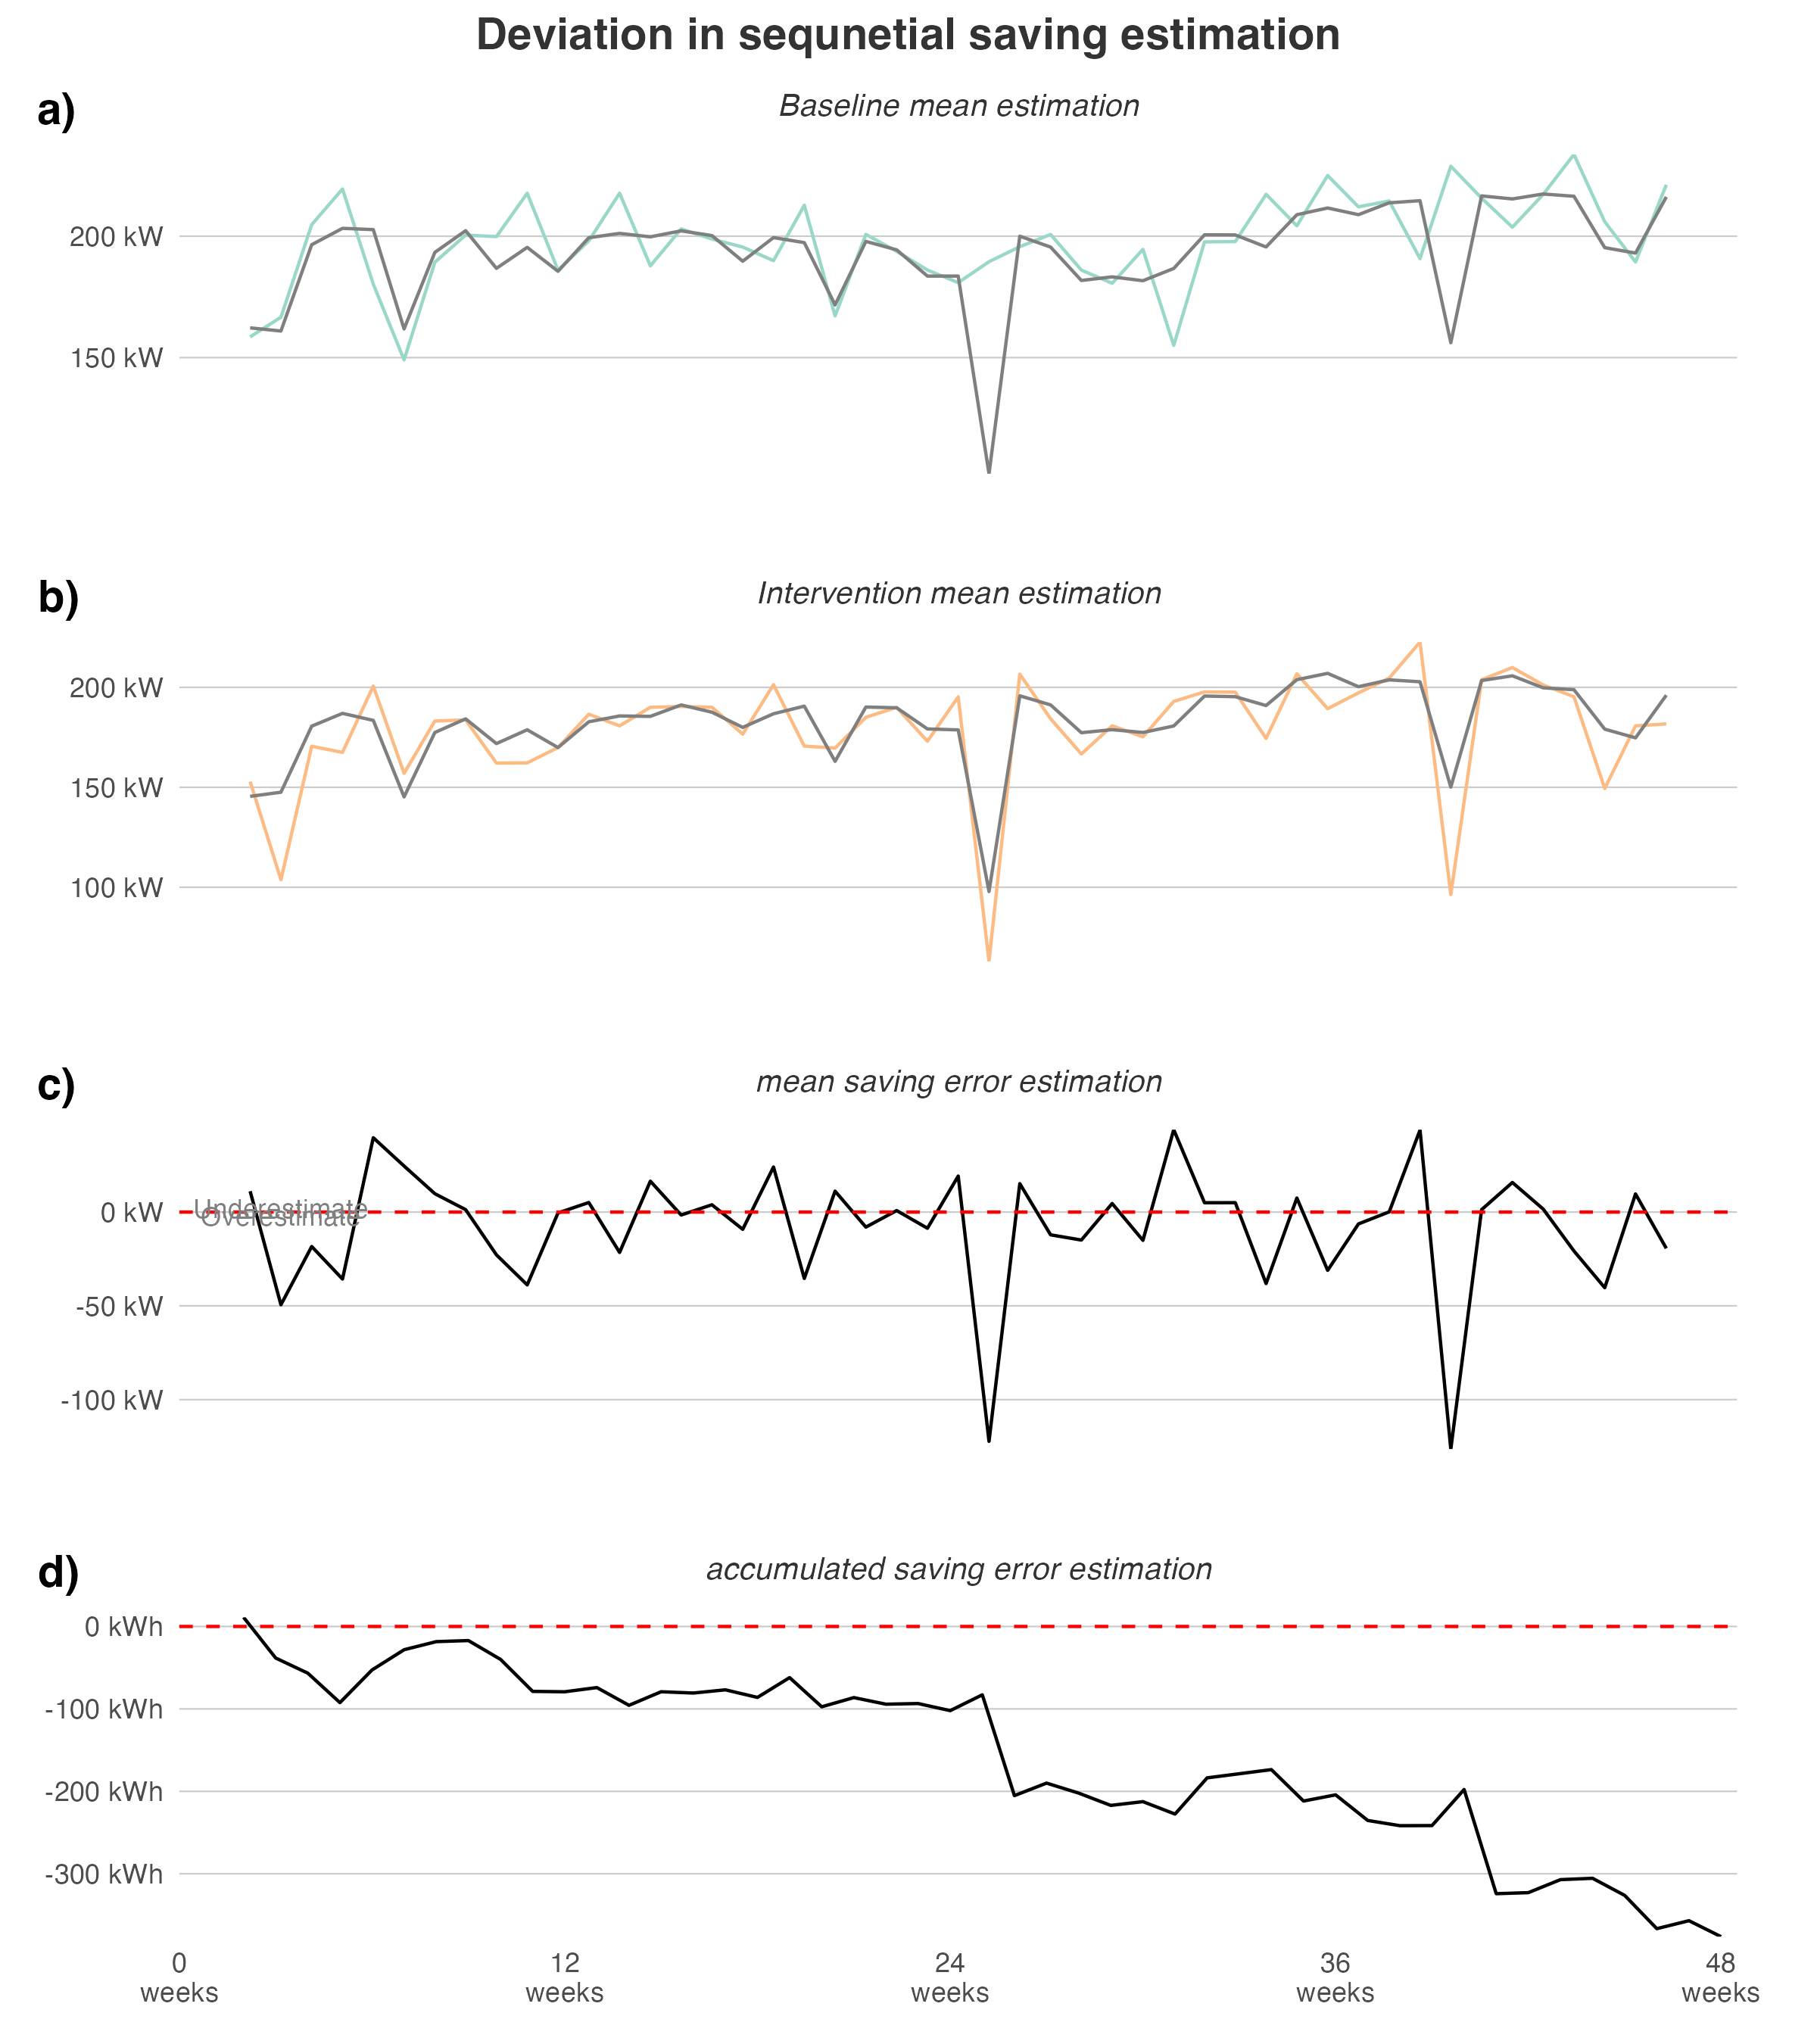 Deviation in sequnetial saving estimation
a)
Baseline mean estimation
200 kW
150 kW
b)
Intervention mean estimation
200 kW
150 kW
100 kW
c)
mean saving error estimation
Underestimate
0 kW
Overestimate
-50 kW
-100 kW
d)
accumulated saving error estimation
0 kWh
-100 kWh
-200 kWh
-300 kWh
0 12 24 36 48
weeks weeks weeks weeks weeks